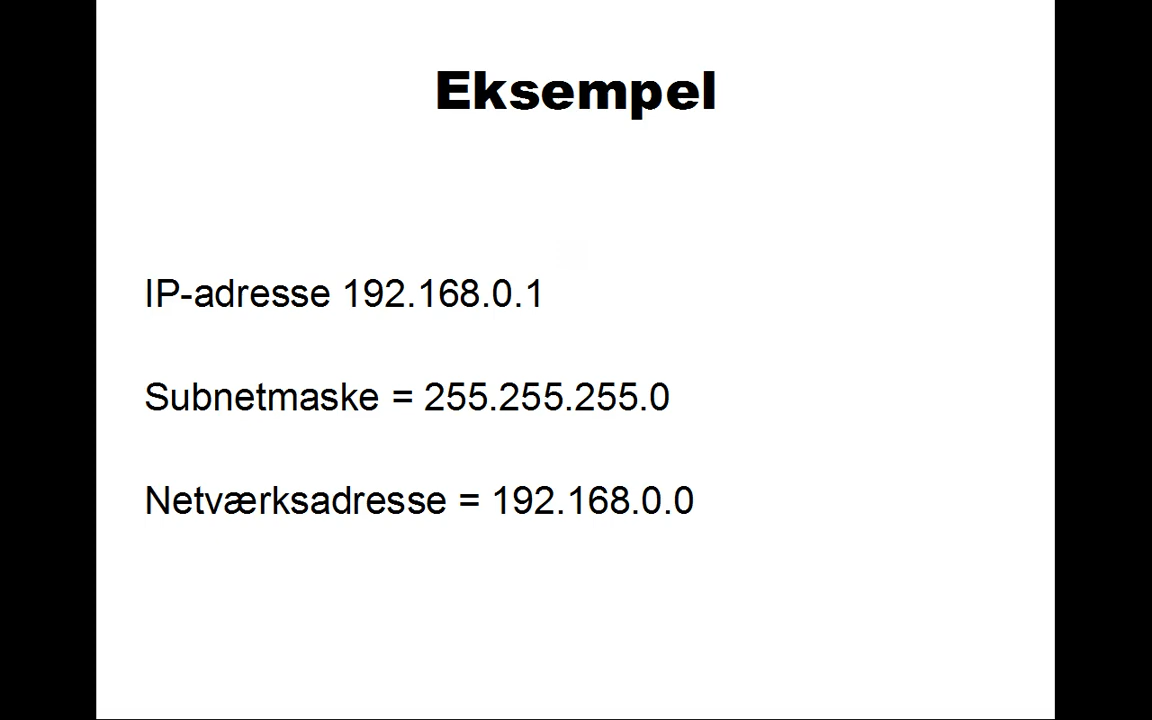 Eksempel
IP-adresse 192.168.0.1
Subnetmaske = 255.255.255.0
Netværksadresse = 192.168.0.0